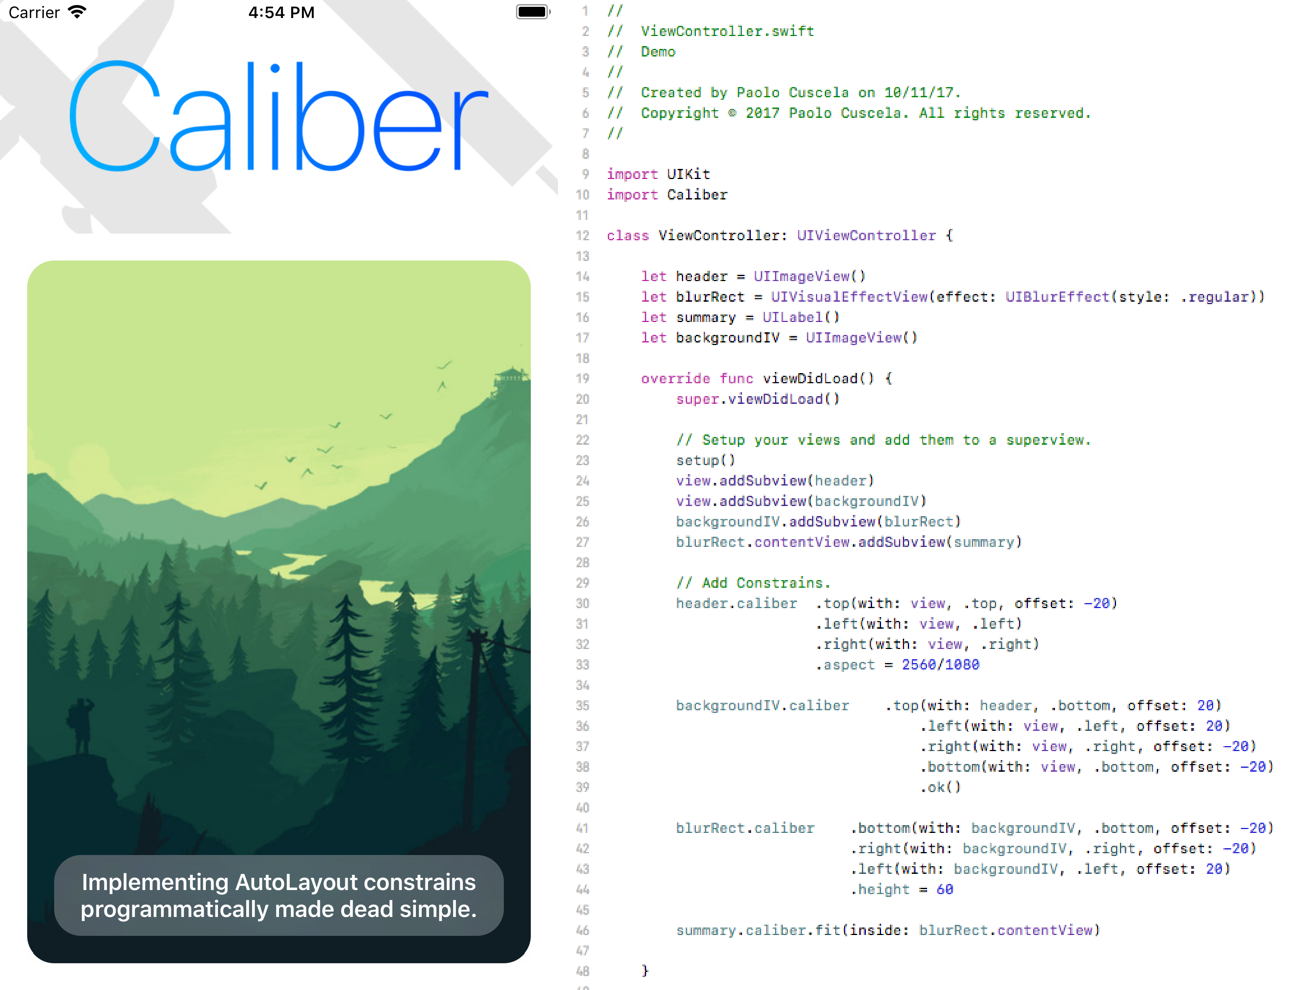 Carrier
4:54 PM
Caliber
Implementing AutoLayout constrains
programmatically made dead simple.
1 //
2 //  ViewController.swift
3 //  Demo
4 //
5 //  Created by Paolo Cuscela on 10/11/17.
6 //  Copyright © 2017 Paolo Cuscela. All rights reserved.
7 //
8
9 import UIKit
10 import Caliber
11
12 class ViewController: UIViewController {
13
14     let header = UIImageView()
15     let blurRect = UIVisualEffectView(effect: UIBlurEffect(style: .regular))
16     let summary = UILabel()
17     let backgroundIV = UIImageView()
18
19     override func viewDidLoad() {
20         super.viewDidLoad()
21
22         // Setup your views and add them to a superview.
23         setup()
24         view.addSubview(header)
25         view.addSubview(backgroundIV)
26         backgroundIV.addSubview(blurRect)
27         blurRect.contentView.addSubview(summary)
28
29         // Add Constrains.
30         header.caliber  .top(with: view, .top, offset: -20)
31                         .left(with: view, .left)
32                         .right(with: view, .right)
33                         .aspect = 2560/1080
34
35         backgroundIV.caliber    .top(with: header, .bottom, offset: 20)
36                                     .left(with: view, .left, offset: 20)
37                                     .right(with: view, .right, offset: -20)
38                                     .bottom(with: view, .bottom, offset: -20)
39                                     .ok()
40
41         blurRect.caliber    .bottom(with: backgroundIV, .bottom, offset: -20)
42                             .right(with: backgroundIV, .right, offset: -20)
43                             .left(with: backgroundIV, .left, offset: 20)
44                             .height = 60
45
46         summary.caliber.fit(inside: blurRect.contentView)
47
48     }